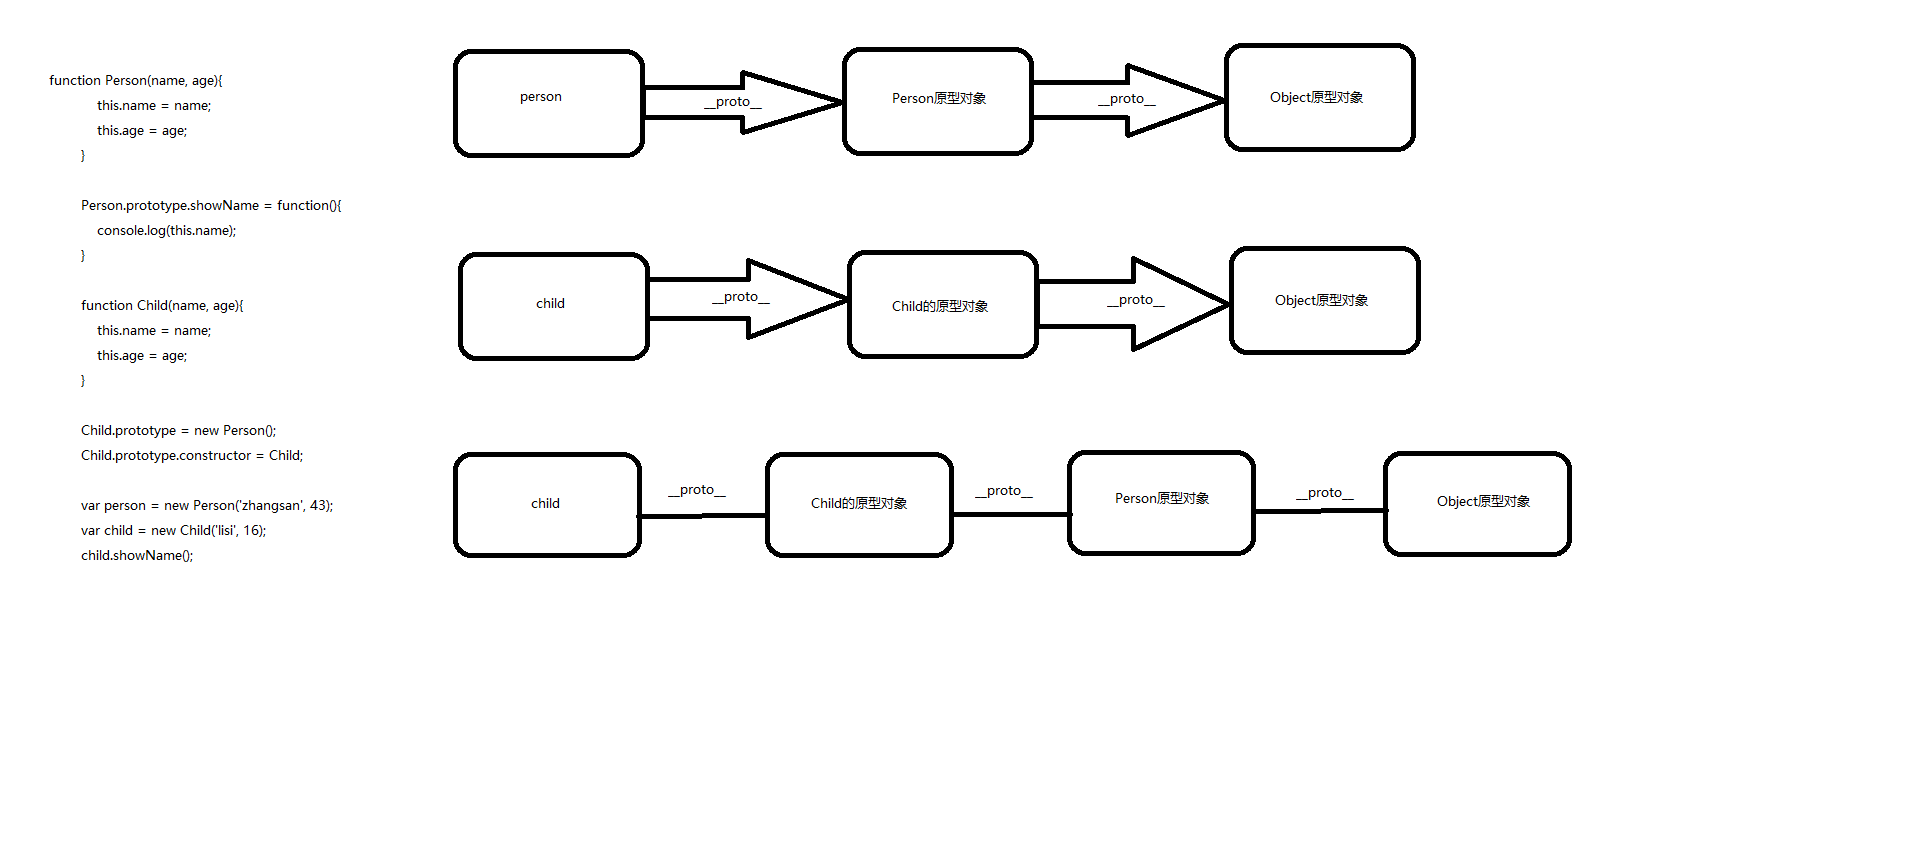 function Person(name, age){
this.name = name;
this.age = age;
}
Person.prototype.showName = function(){
console.log(this.name);
}
function Child(name, age){
this.name = name;
this.age = age;
}
Child.prototype = new Person();
Child.prototype.constructor = Child;
var person = new Person('zhangsan', 43);
var child = new Child('lisi', 16);
child.showName();
person
__proto__
Person原型对象
__proto__
Object原型对象
child
__proto__
Child的原型对象
__proto__
Object原型对象
child
__proto__
Child的原型对象
__proto__
Person原型对象
__proto__
Object原型对象